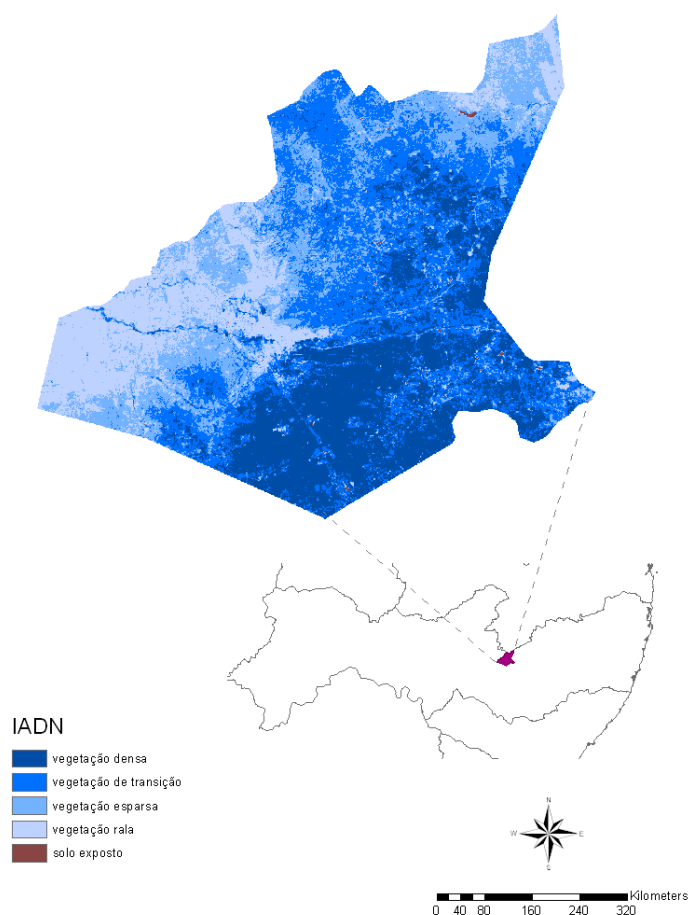 IADN
vegetação densa
vegetação de transição
vegetação esparsa
vegetação rala
solo exposto
N
W E
S
Kilometers
0 40 80 160 240 320